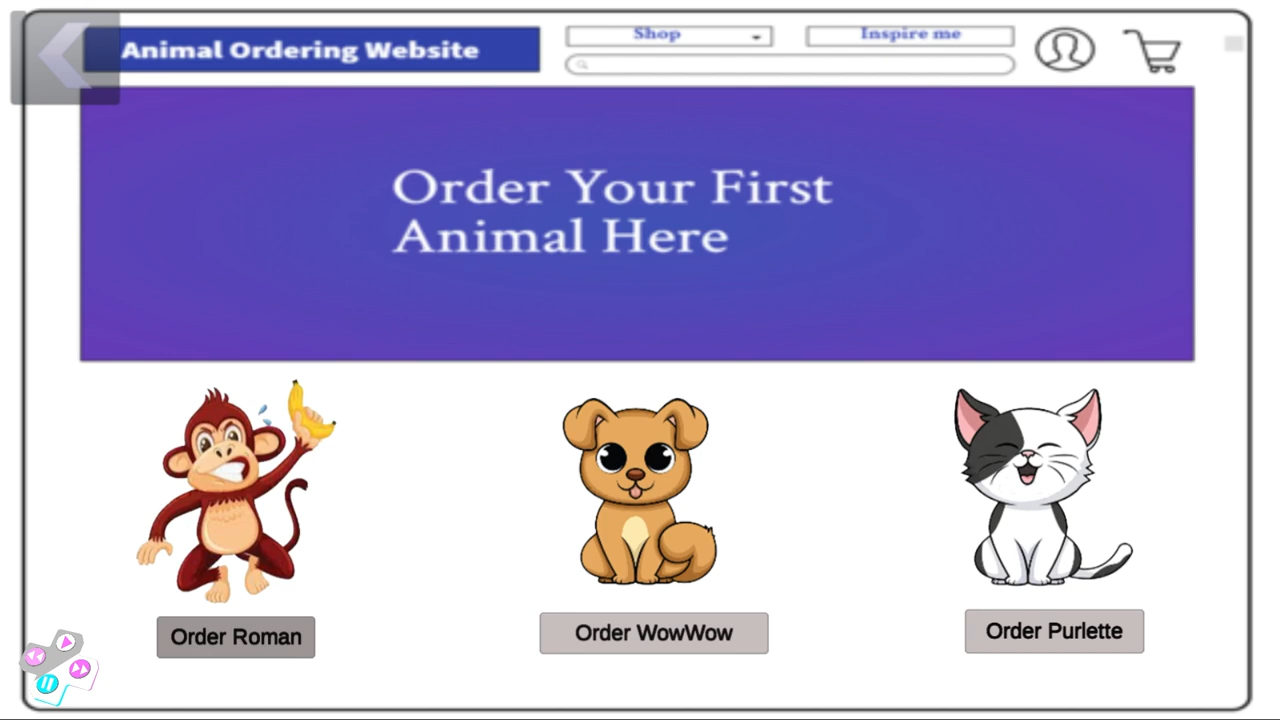 Animal Ordering Website
Shop
Inspire me
Order Your First
Animal Here
Order Roman
Order WowWow
Order Purlette